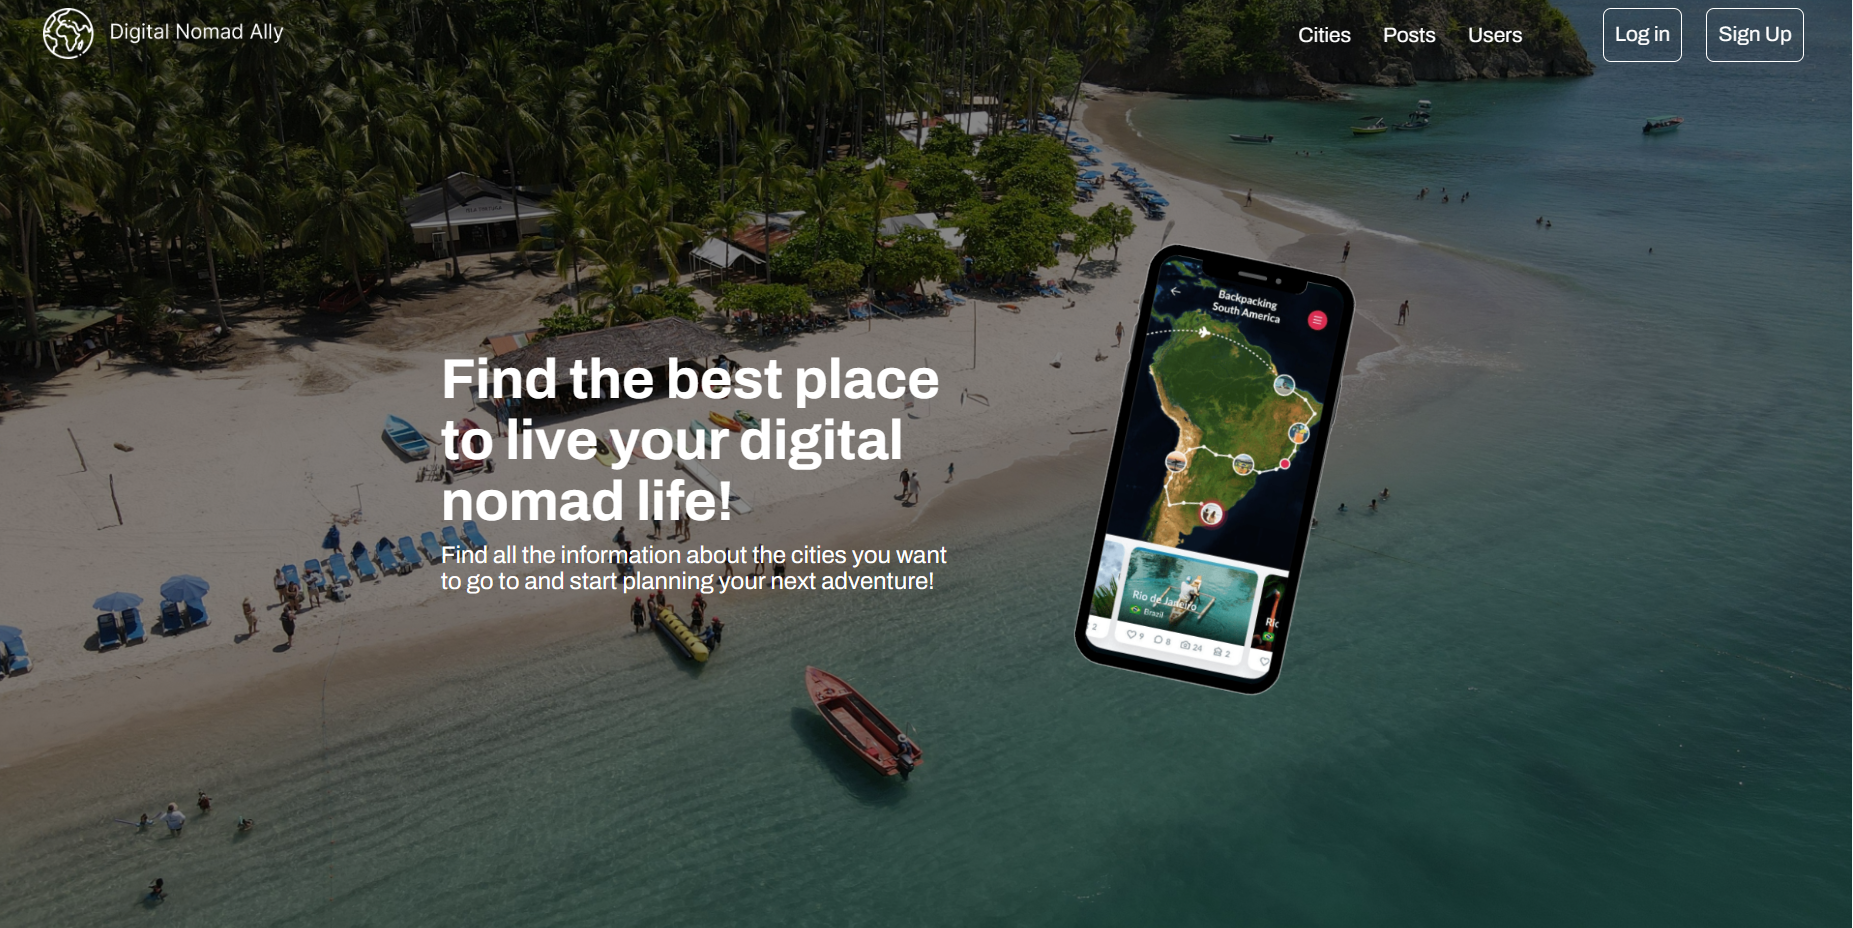 Digital Nomad Ally
Cities
Posts
Users
Log in
Sign Up
Backpacking
South America
Find the best place
to live your digital
nomad life!
Find all the information about the cities you want
to go to and start planning your next adventure!
Rio de Janeiro
Brazil
2
9
8
24
2
Ric